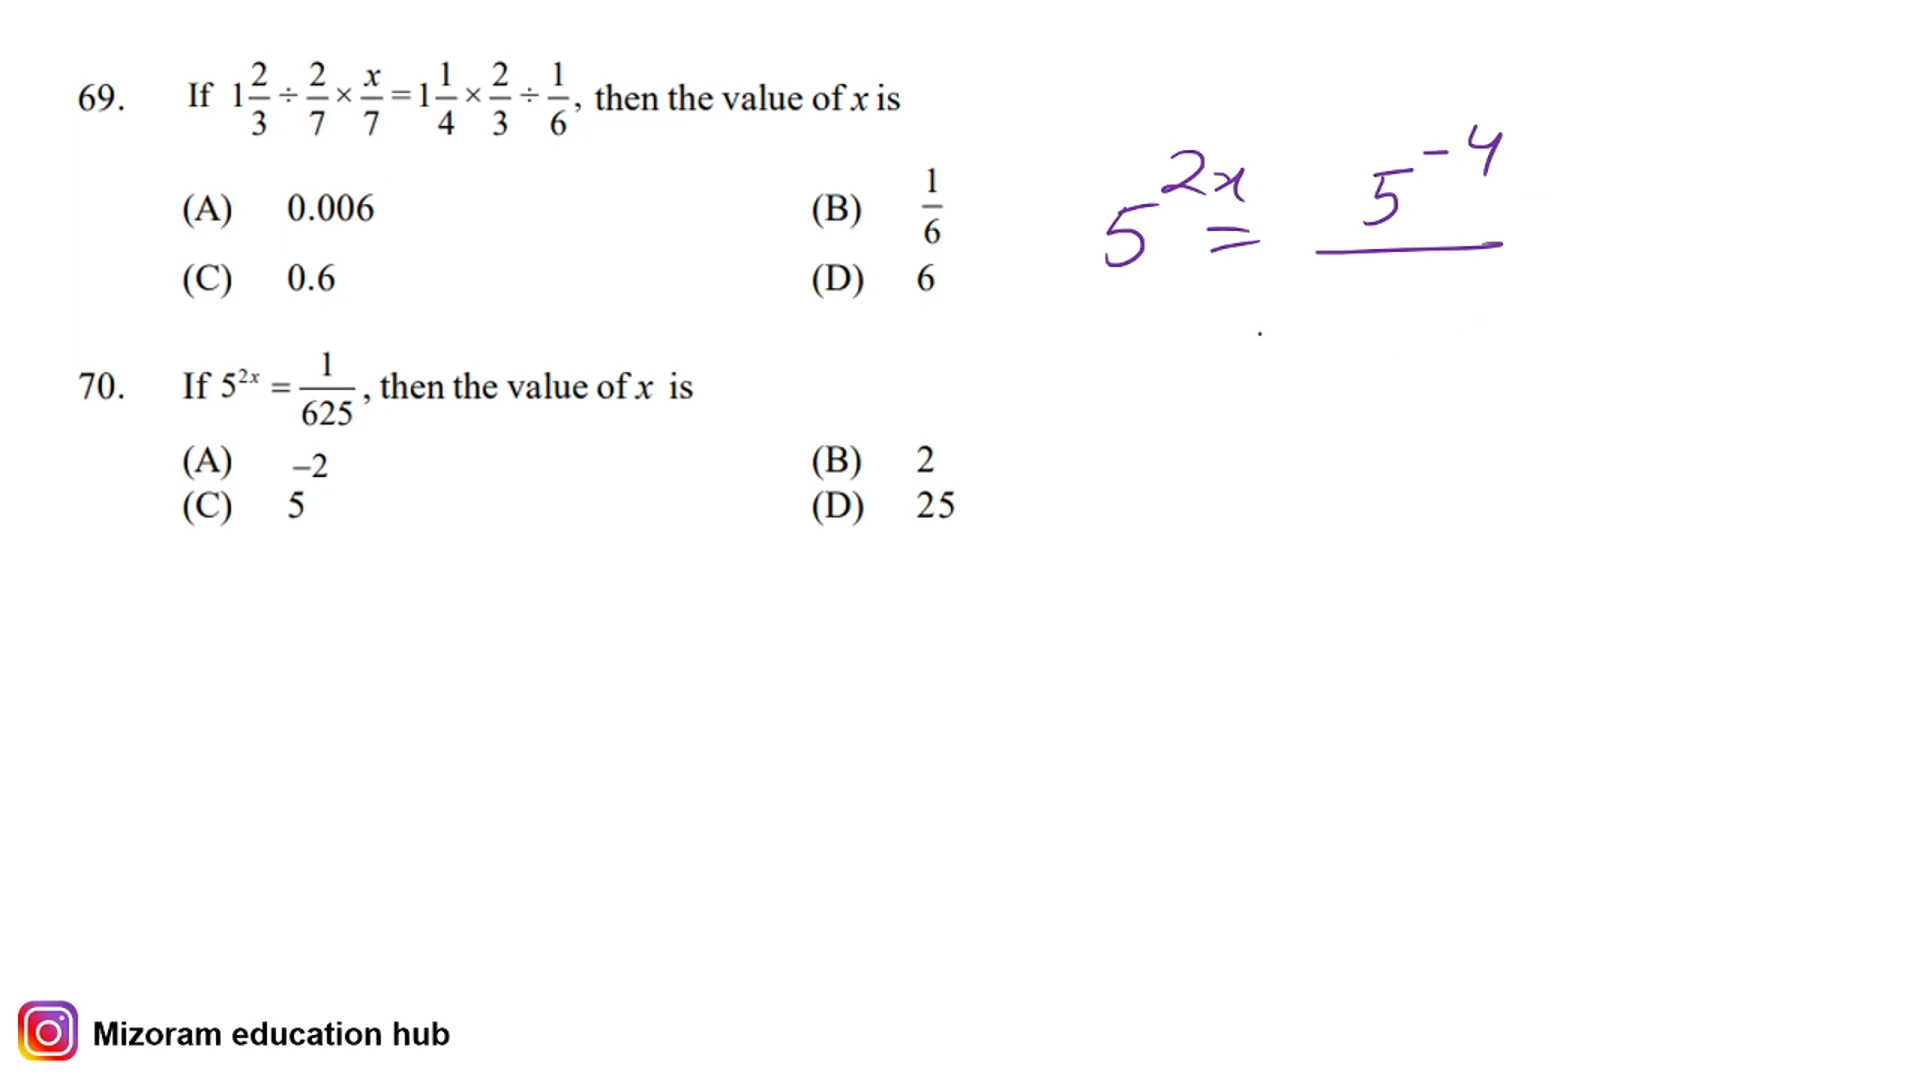 69. If 1 2/3 ÷ 2/7 × x/7 = 1 1/4 × 2/3 ÷ 1/6, then the value of x is
(A) 0.006 (B) 1/6
(C) 0.6 (D) 6
5^2x = 5^-4
70. If 5^2x = 1/625, then the value of x is
(A) –2 (B) 2
(C) 5 (D) 25
Mizoram education hub